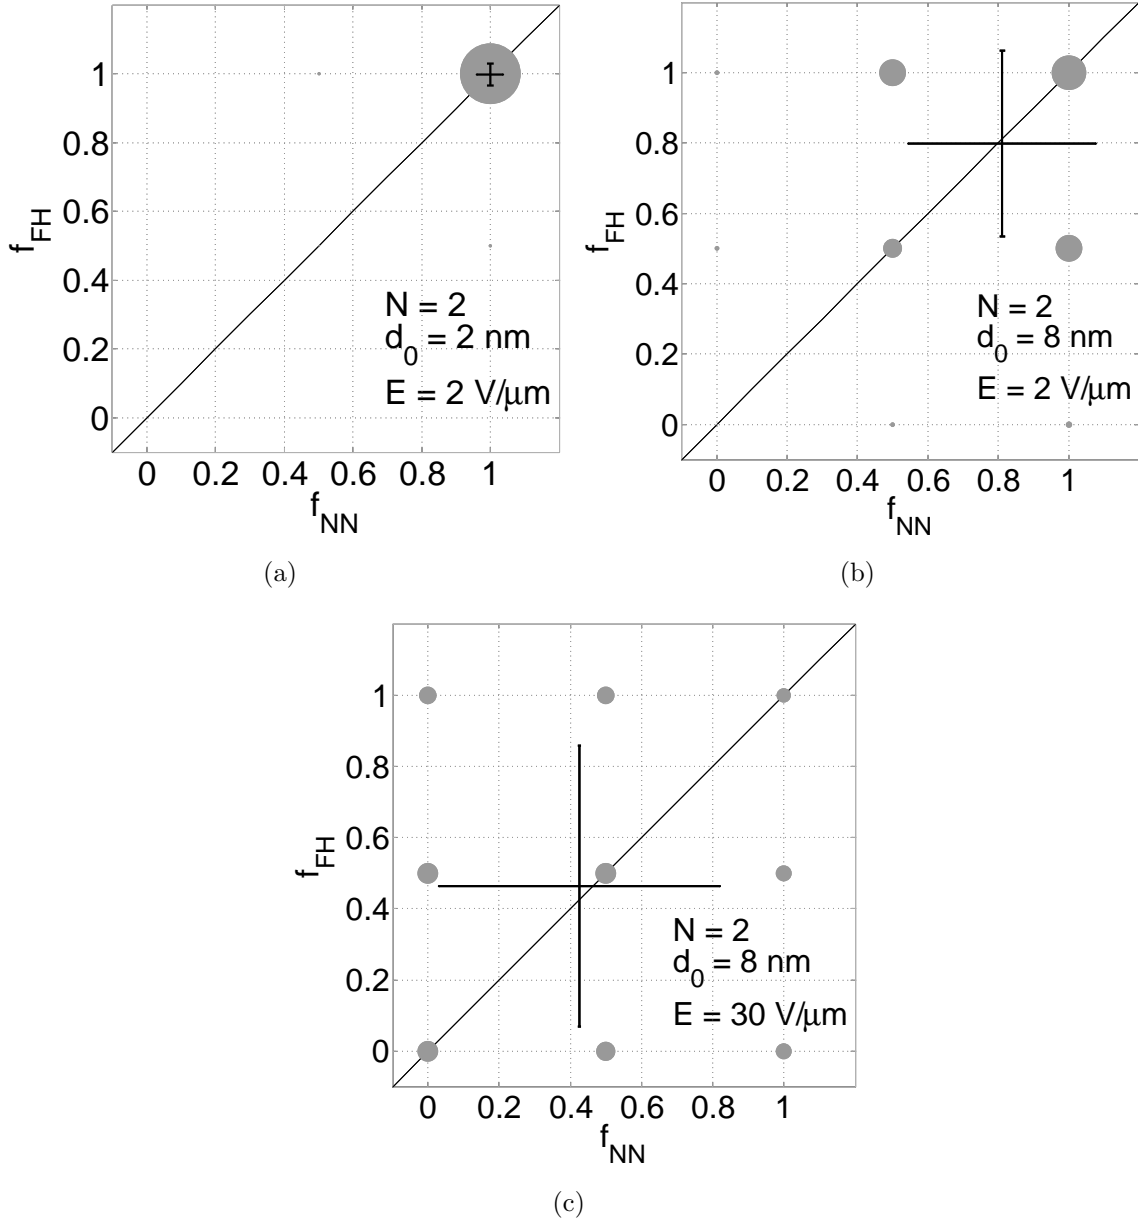 1
0.8
0.6
0.4
0.2
0
f_FH
N = 2
d_0 = 2 nm
E = 2 V/μm
0 0.2 0.4 0.6 0.8 1
f_NN
(a)
1
0.8
0.6
0.4
0.2
0
f_FH
N = 2
d_0 = 8 nm
E = 2 V/μm
0 0.2 0.4 0.6 0.8 1
f_NN
(b)
1
0.8
0.6
0.4
0.2
0
f_FH
N = 2
d_0 = 8 nm
E = 30 V/μm
0 0.2 0.4 0.6 0.8 1
f_NN
(c)